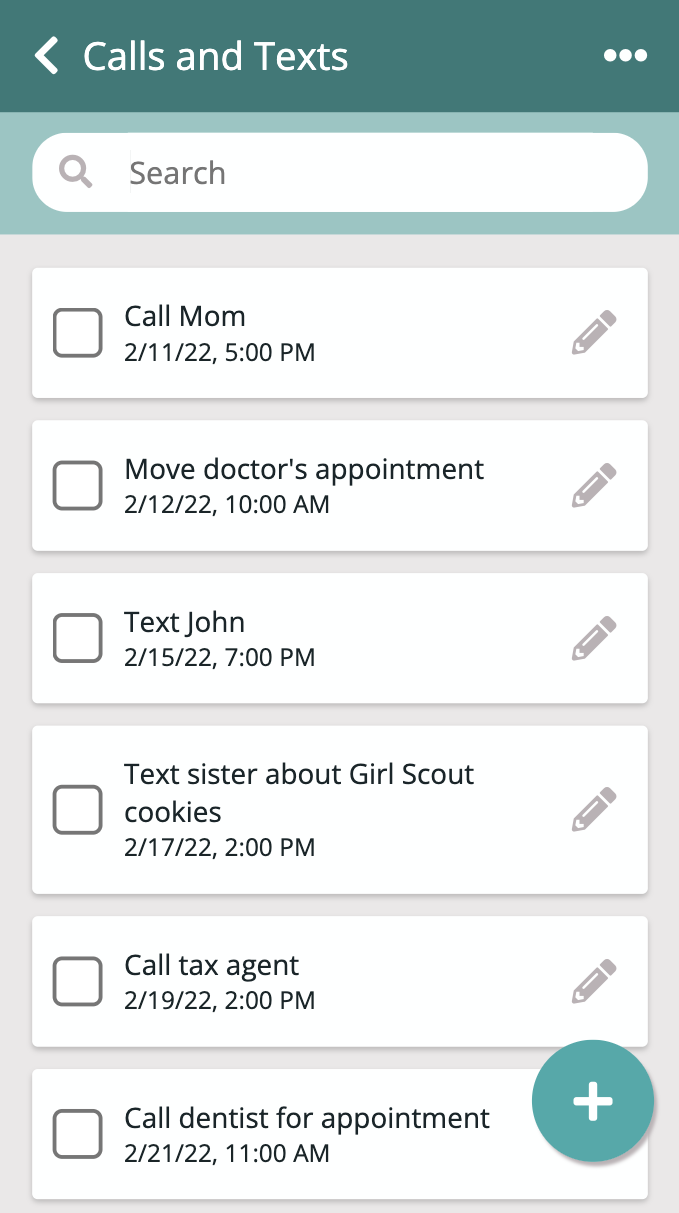 Calls and Texts
Search
Call Mom
2/11/22, 5:00 PM
Move doctor's appointment
2/12/22, 10:00 AM
Text John
2/15/22, 7:00 PM
Text sister about Girl Scout
cookies
2/17/22, 2:00 PM
Call tax agent
2/19/22, 2:00 PM
Call dentist for appointment
2/21/22, 11:00 AM